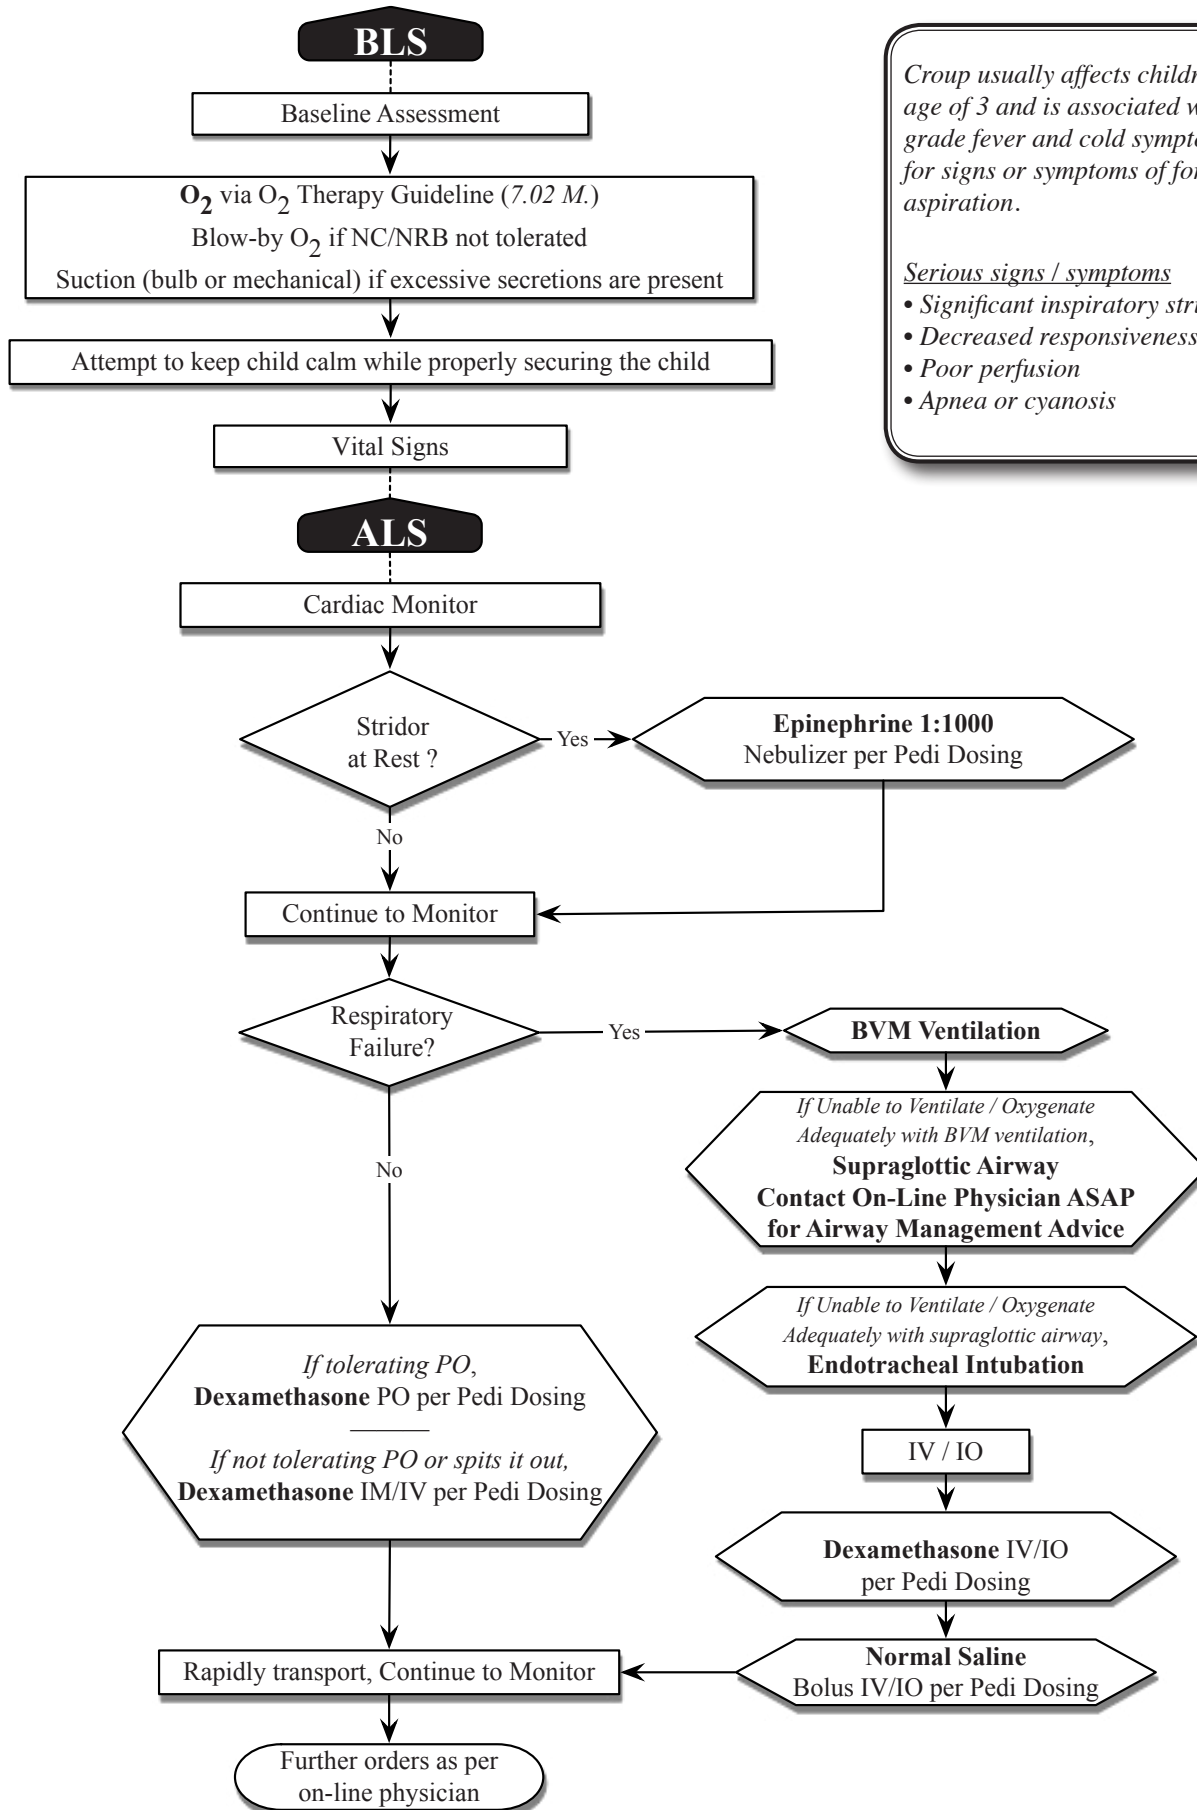 BLS
Baseline Assessment
O2 via O2 Therapy Guideline (7.02 M.)
Blow-by O2 if NC/NRB not tolerated
Suction (bulb or mechanical) if excessive secretions are present
Attempt to keep child calm while properly securing the child
Vital Signs
Croup usually affects
age of 3 and is associated
grade fever and cold
for signs or symptoms of
aspiration.
Serious signs / symptoms
• Significant inspiratory
• Decreased responsiveness
• Poor perfusion
• Apnea or cyanosis
ALS
Cardiac Monitor
Stridor
at Rest ?
Yes
Epinephrine 1:1000
Nebulizer per Pedi Dosing
No
Continue to Monitor
Respiratory
Failure?
Yes
BVM Ventilation
If Unable to Ventilate / Oxygenate
Adequately with BVM ventilation,
Supraglottic Airway
Contact On-Line Physician ASAP
for Airway Management Advice
No
If Unable to Ventilate / Oxygenate
Adequately with supraglottic airway,
Endotracheal Intubation
If tolerating PO,
Dexamethasone PO per Pedi Dosing
If not tolerating PO or spits it out,
Dexamethasone IM/IV per Pedi Dosing
IV / IO
Dexamethasone IV/IO
per Pedi Dosing
Normal Saline
Bolus IV/IO per Pedi Dosing
Rapidly transport, Continue to Monitor
Further orders as per
on-line physician